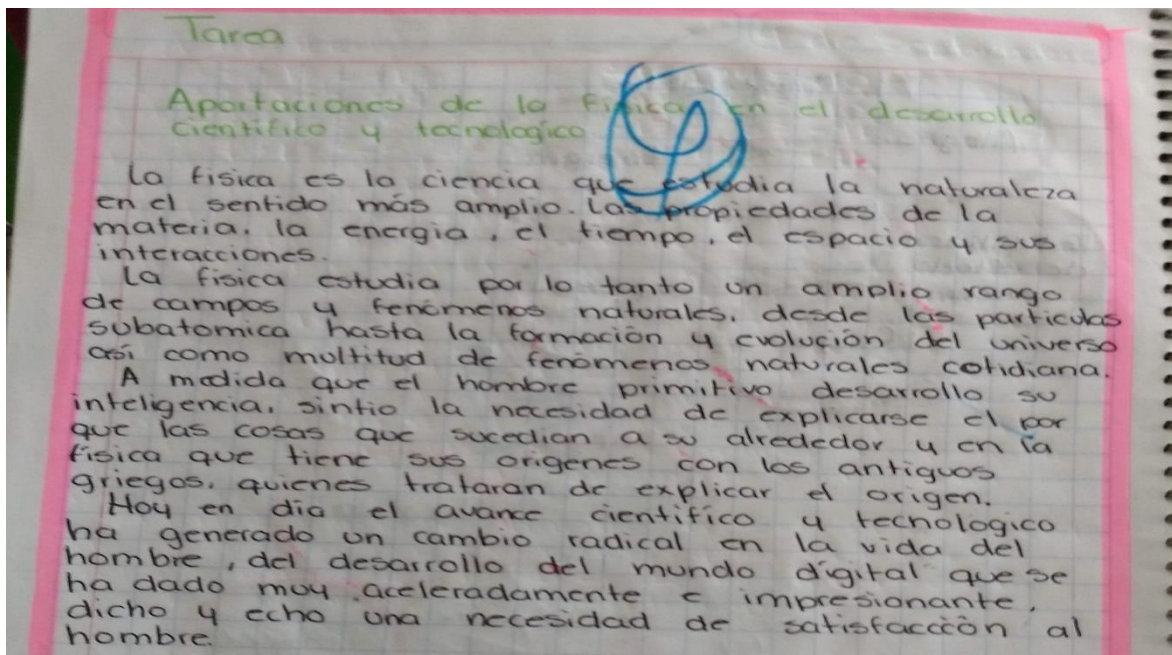 Tarea
Aportaciones de la fisica en el desarrollo
cientifico y tecnologico
La fisica es la ciencia que estudia la naturaleza
en el sentido más amplio. Las propiedades de la
materia, la energia, el tiempo, el espacio y sus
interacciones.
La fisica estudia por lo tanto un amplio rango
de campos y fenómenos naturales, desde las particulas
subatomica hasta la formación y evolución del universo
así como multitud de fenómenos naturales cotidiana.
A medida que el hombre primitivo desarrollo su
inteligencia, sintio la necesidad de explicarse el por
que las cosas que sucedian a su alrededor y en la
fisica que tiene sus origenes con los antiguos
griegos, quienes trataran de explicar el origen.
Hoy en dia el avance cientifico y tecnologico
ha generado un cambio radical en la vida del
hombre, del desarrollo del mundo digital que se
ha dado muy aceleradamente e impresionante,
dicho y echo una necesidad de satisfaccción al
hombre.